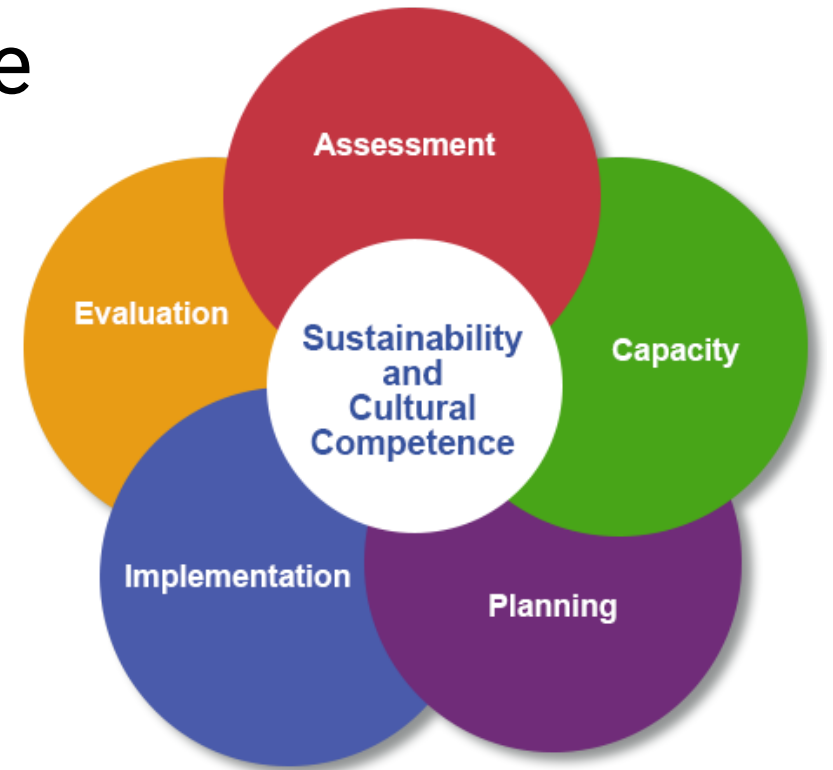 e
Assessment
Evaluation
Sustainability
and
Cultural
Competence
Capacity
Implementation
Planning